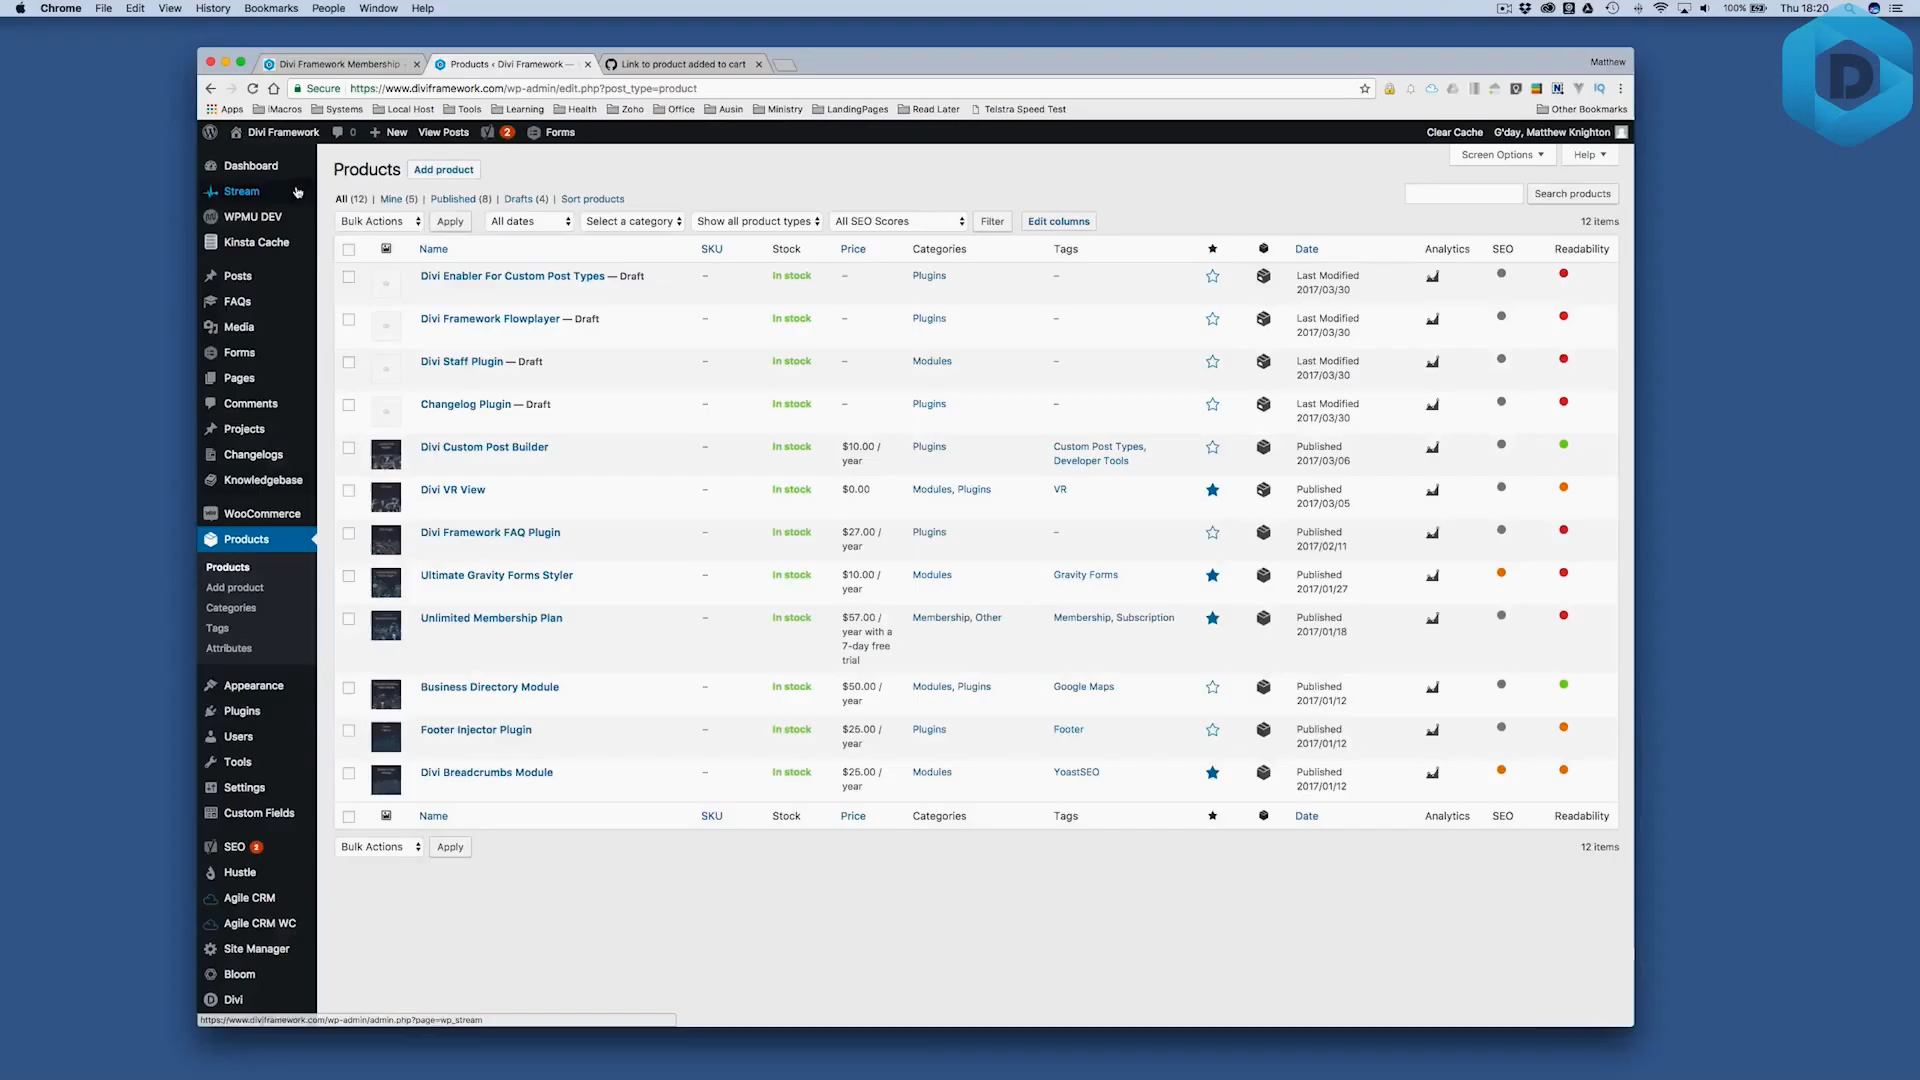 Chrome File Edit View History Bookmarks People Window Help 100% Thu 18:20
Divi Framework Membership Products ‹ Divi Framework — Link to product added to cart Matthew
Secure https://www.diviframework.com/wp-admin/edit.php?post_type=product
Apps iMacros Systems Local Host Tools Learning Health Zoho Office Ausin Ministry LandingPages Read Later Telstra Speed Test Other Bookmarks
Divi Framework 0 New View Posts 2 Forms Clear Cache G'day, Matthew Knighton
Screen Options Help
Dashboard
Stream
WPMU DEV
Kinsta Cache
Posts
FAQs
Media
Forms
Pages
Comments
Projects
Changelogs
Knowledgebase
WooCommerce
Products
Products
Add product
Categories
Tags
Attributes
Appearance
Plugins
Users
Tools
Settings
Custom Fields
SEO 2
Hustle
Agile CRM
Agile CRM WC
Site Manager
Bloom
Divi
Products Add product
All (12) | Mine (5) | Published (8) | Drafts (4) | Sort products
Search products
Bulk Actions Apply All dates Select a category Show all product types All SEO Scores Filter Edit columns 12 items
Name SKU Stock Price Categories Tags Date Analytics SEO Readability
Divi Enabler For Custom Post Types — Draft – In stock – Plugins – Last Modified
2017/03/30
Divi Framework Flowplayer — Draft – In stock – Plugins – Last Modified
2017/03/30
Divi Staff Plugin — Draft – In stock – Modules – Last Modified
2017/03/30
Changelog Plugin — Draft – In stock – Plugins – Last Modified
2017/03/30
Divi Custom Post Builder – In stock $10.00 / Plugins Custom Post Types, Published
year Developer Tools 2017/03/06
Divi VR View – In stock $0.00 Modules, Plugins VR Published
2017/03/05
Divi Framework FAQ Plugin – In stock $27.00 / Plugins – Published
year 2017/02/11
Ultimate Gravity Forms Styler – In stock $10.00 / Modules Gravity Forms Published
year 2017/01/27
Unlimited Membership Plan – In stock $57.00 / Membership, Other Membership, Subscription Published
year with a 2017/01/18
7-day free
trial
Business Directory Module – In stock $50.00 / Modules, Plugins Google Maps Published
year 2017/01/12
Footer Injector Plugin – In stock $25.00 / Plugins Footer Published
year 2017/01/12
Divi Breadcrumbs Module – In stock $25.00 / Modules YoastSEO Published
year 2017/01/12
Name SKU Stock Price Categories Tags Date Analytics SEO Readability
Bulk Actions Apply 12 items
https://www.diviframework.com/wp-admin/admin.php?page=wp_stream
D